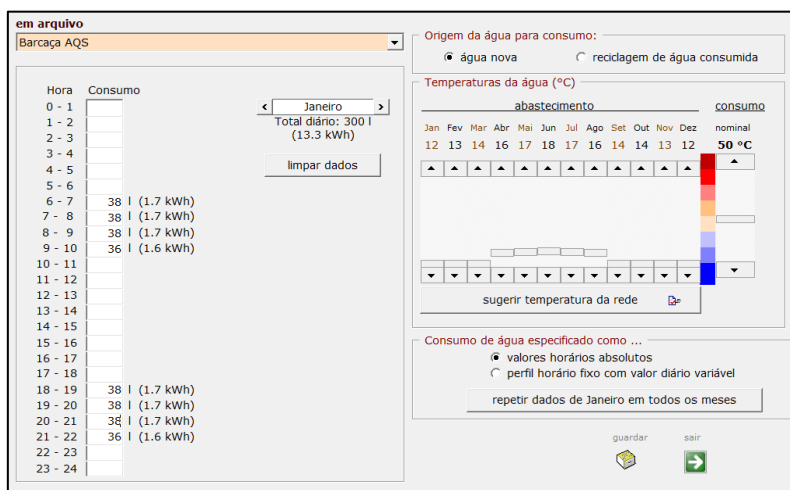 em arquivo
Barcaça AQS
Hora Consumo
0 - 1
1 - 2
2 - 3
3 - 4
4 - 5
5 - 6
6 - 7 38 l (1.7 kWh)
7 - 8 38 l (1.7 kWh)
8 - 9 38 l (1.7 kWh)
9 - 10 36 l (1.6 kWh)
10 - 11
11 - 12
12 - 13
13 - 14
14 - 15
15 - 16
16 - 17
17 - 18
18 - 19 38 l (1.7 kWh)
19 - 20 38 l (1.7 kWh)
20 - 21 38 l (1.7 kWh)
21 - 22 36 l (1.6 kWh)
22 - 23
23 - 24
Janeiro
Total diário: 300 l
(13.3 kWh)
limpar dados
Origem da água para consumo:
água nova reciclagem de água consumida
Temperaturas da água (ºC)
abastecimento consumo
Jan Fev Mar Abr Mai Jun Jul Ago Set Out Nov Dez nominal
12 13 14 16 17 18 17 16 14 14 13 12 50 ºC
sugerir temperatura da rede
Consumo de água especificado como ...
valores horários absolutos
perfil horário fixo com valor diário variável
repetir dados de Janeiro em todos os meses
guardar sair